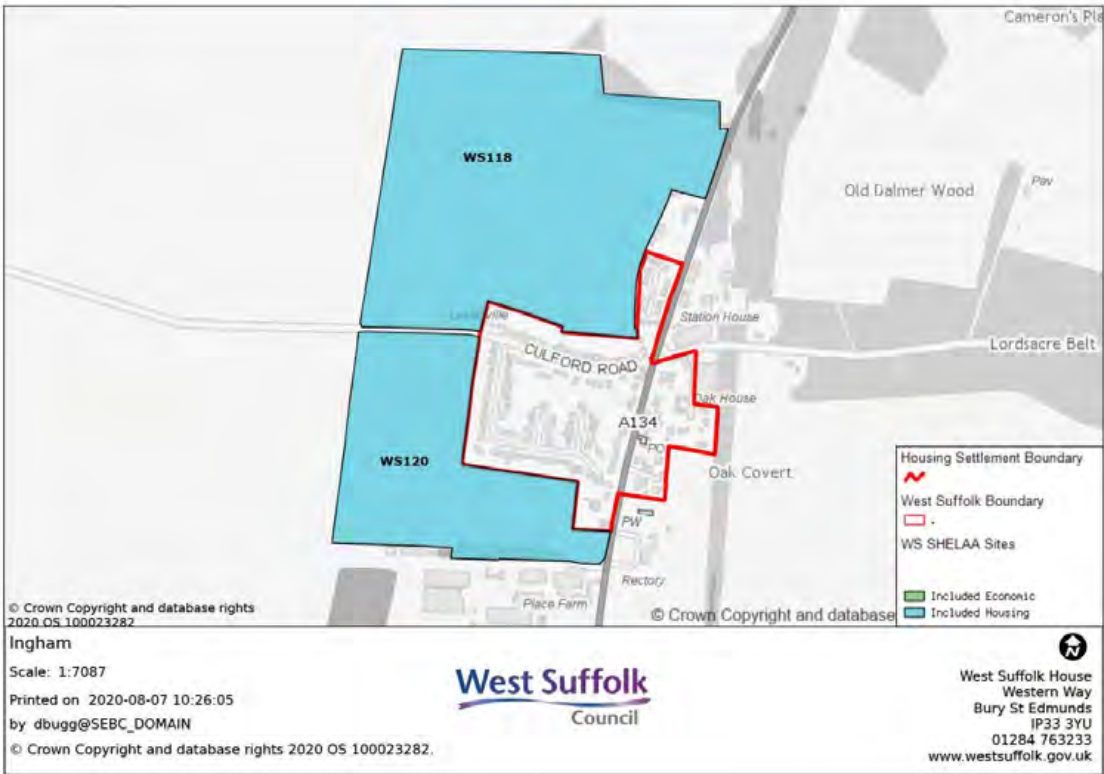 Cameron's Pla
WS118
Old Dalmer Wood
Pav
Station House
Lordsacre Belt
CULFORD ROAD
Oak House
A134
PO
WS120
Oak Covert
PW
Rectory
Place Farm
Housing Settlement Boundary
West Suffolk Boundary
.
WS SHELAA Sites
Included Economic
Included Housing
© Crown Copyright and database rights
2020 OS 100023282
© Crown Copyright and database
Ingham
Scale: 1:7087
Printed on 2020-08-07 10:26:05
by dbugg@SEBC_DOMAIN
© Crown Copyright and database rights 2020 OS 100023282.
West Suffolk
Council
N
West Suffolk House
Western Way
Bury St Edmunds
IP33 3YU
01284 763233
www.westsuffolk.gov.uk